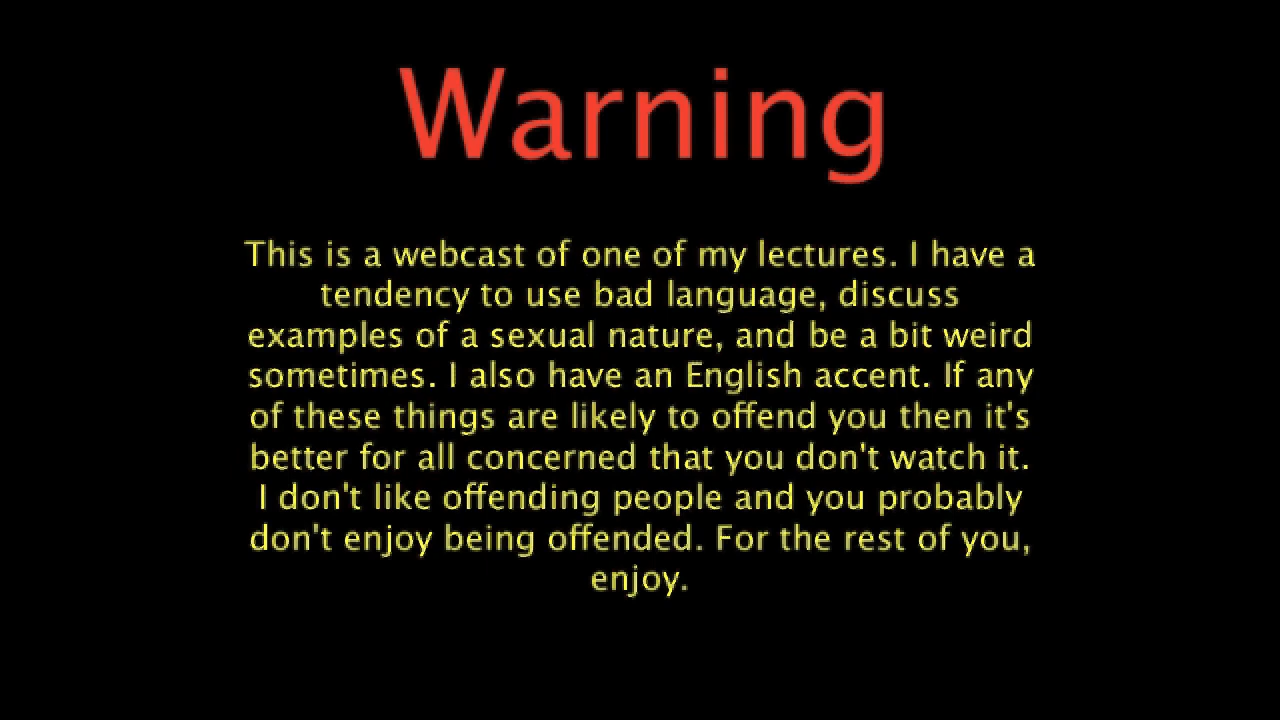 Warning
This is a webcast of one of my lectures. I have a
tendency to use bad language, discuss
examples of a sexual nature, and be a bit weird
sometimes. I also have an English accent. If any
of these things are likely to offend you then it's
better for all concerned that you don't watch it.
I don't like offending people and you probably
don't enjoy being offended. For the rest of you,
enjoy.